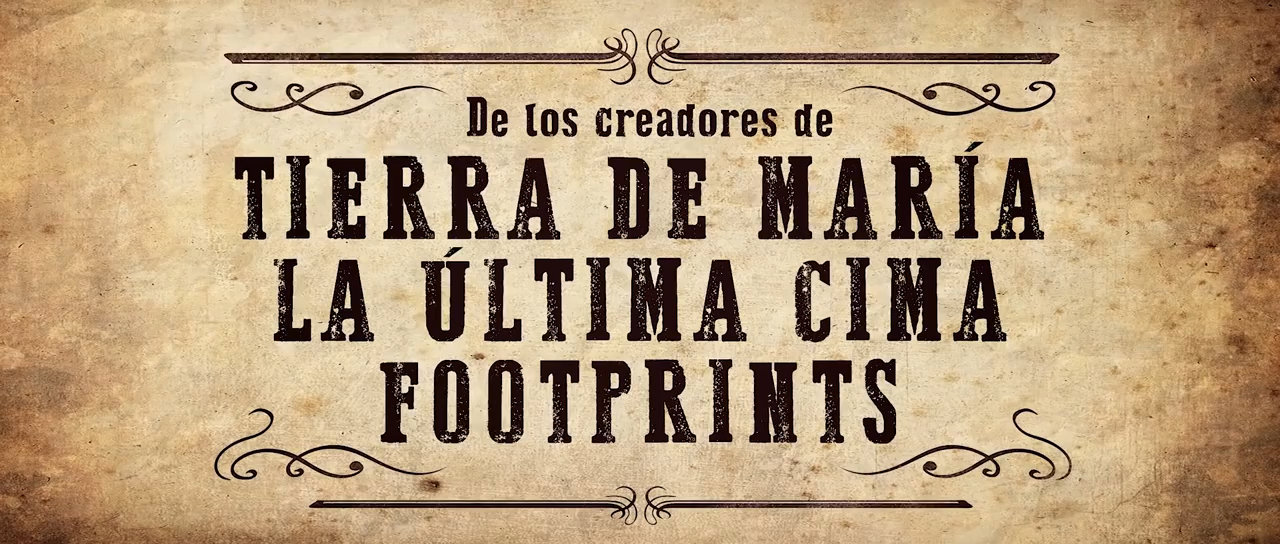 De los creadores de
TIERRA DE MARÍA
LA ÚLTIMA CIMA
FOOTPRINTS